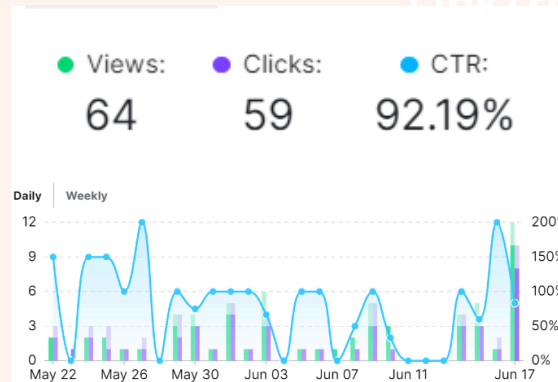 Views: Clicks: CTR:
64 59 92.19%
Daily Weekly
12 200%
9 150%
6 100%
3 50%
0 0%
May 22 May 26 May 30 Jun 03 Jun 07 Jun 11 Jun 17